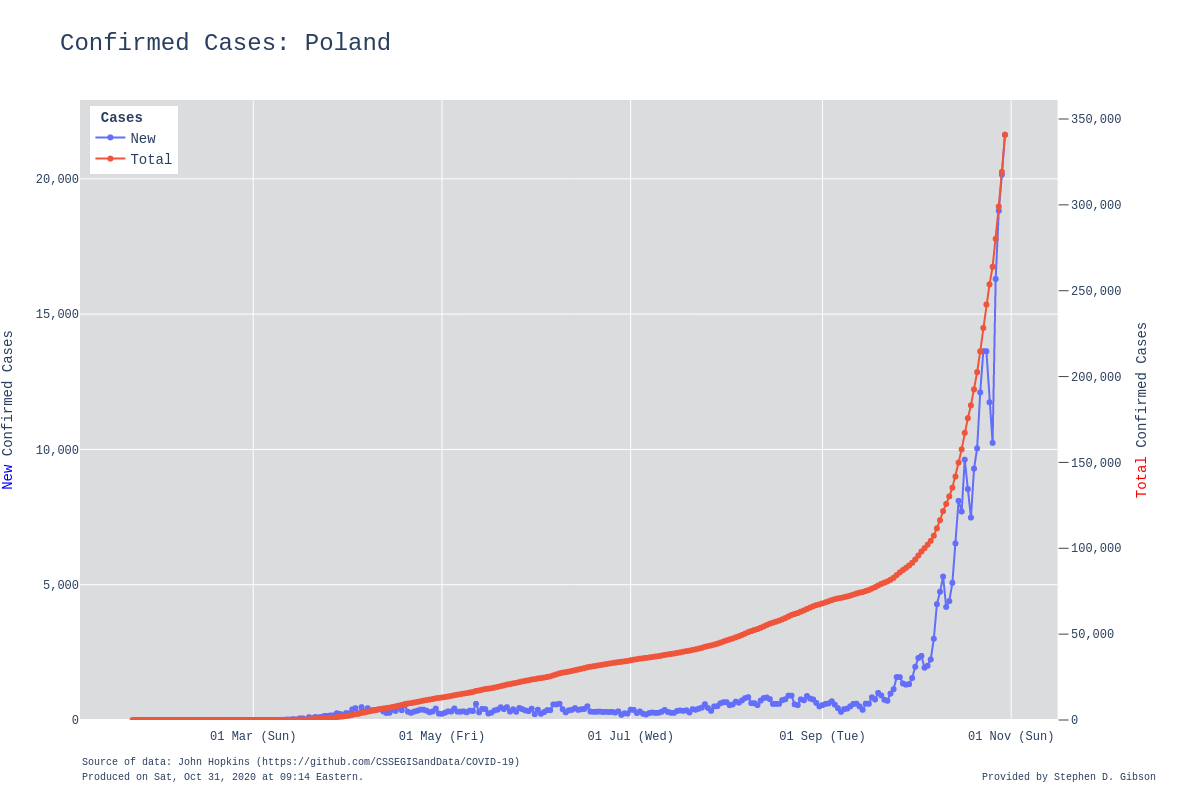 Confirmed Cases: Poland
Cases
New
Total
20,000
15,000
10,000
5,000
0
New Confirmed Cases
350,000
300,000
250,000
200,000
150,000
100,000
50,000
0
Total Confirmed Cases
01 Mar (Sun)
01 May (Fri)
01 Jul (Wed)
01 Sep (Tue)
01 Nov (Sun)
Source of data: John Hopkins (https://github.com/CSSEGISandData/COVID-19)
Produced on Sat, Oct 31, 2020 at 09:14 Eastern.
Provided by Stephen D. Gibson